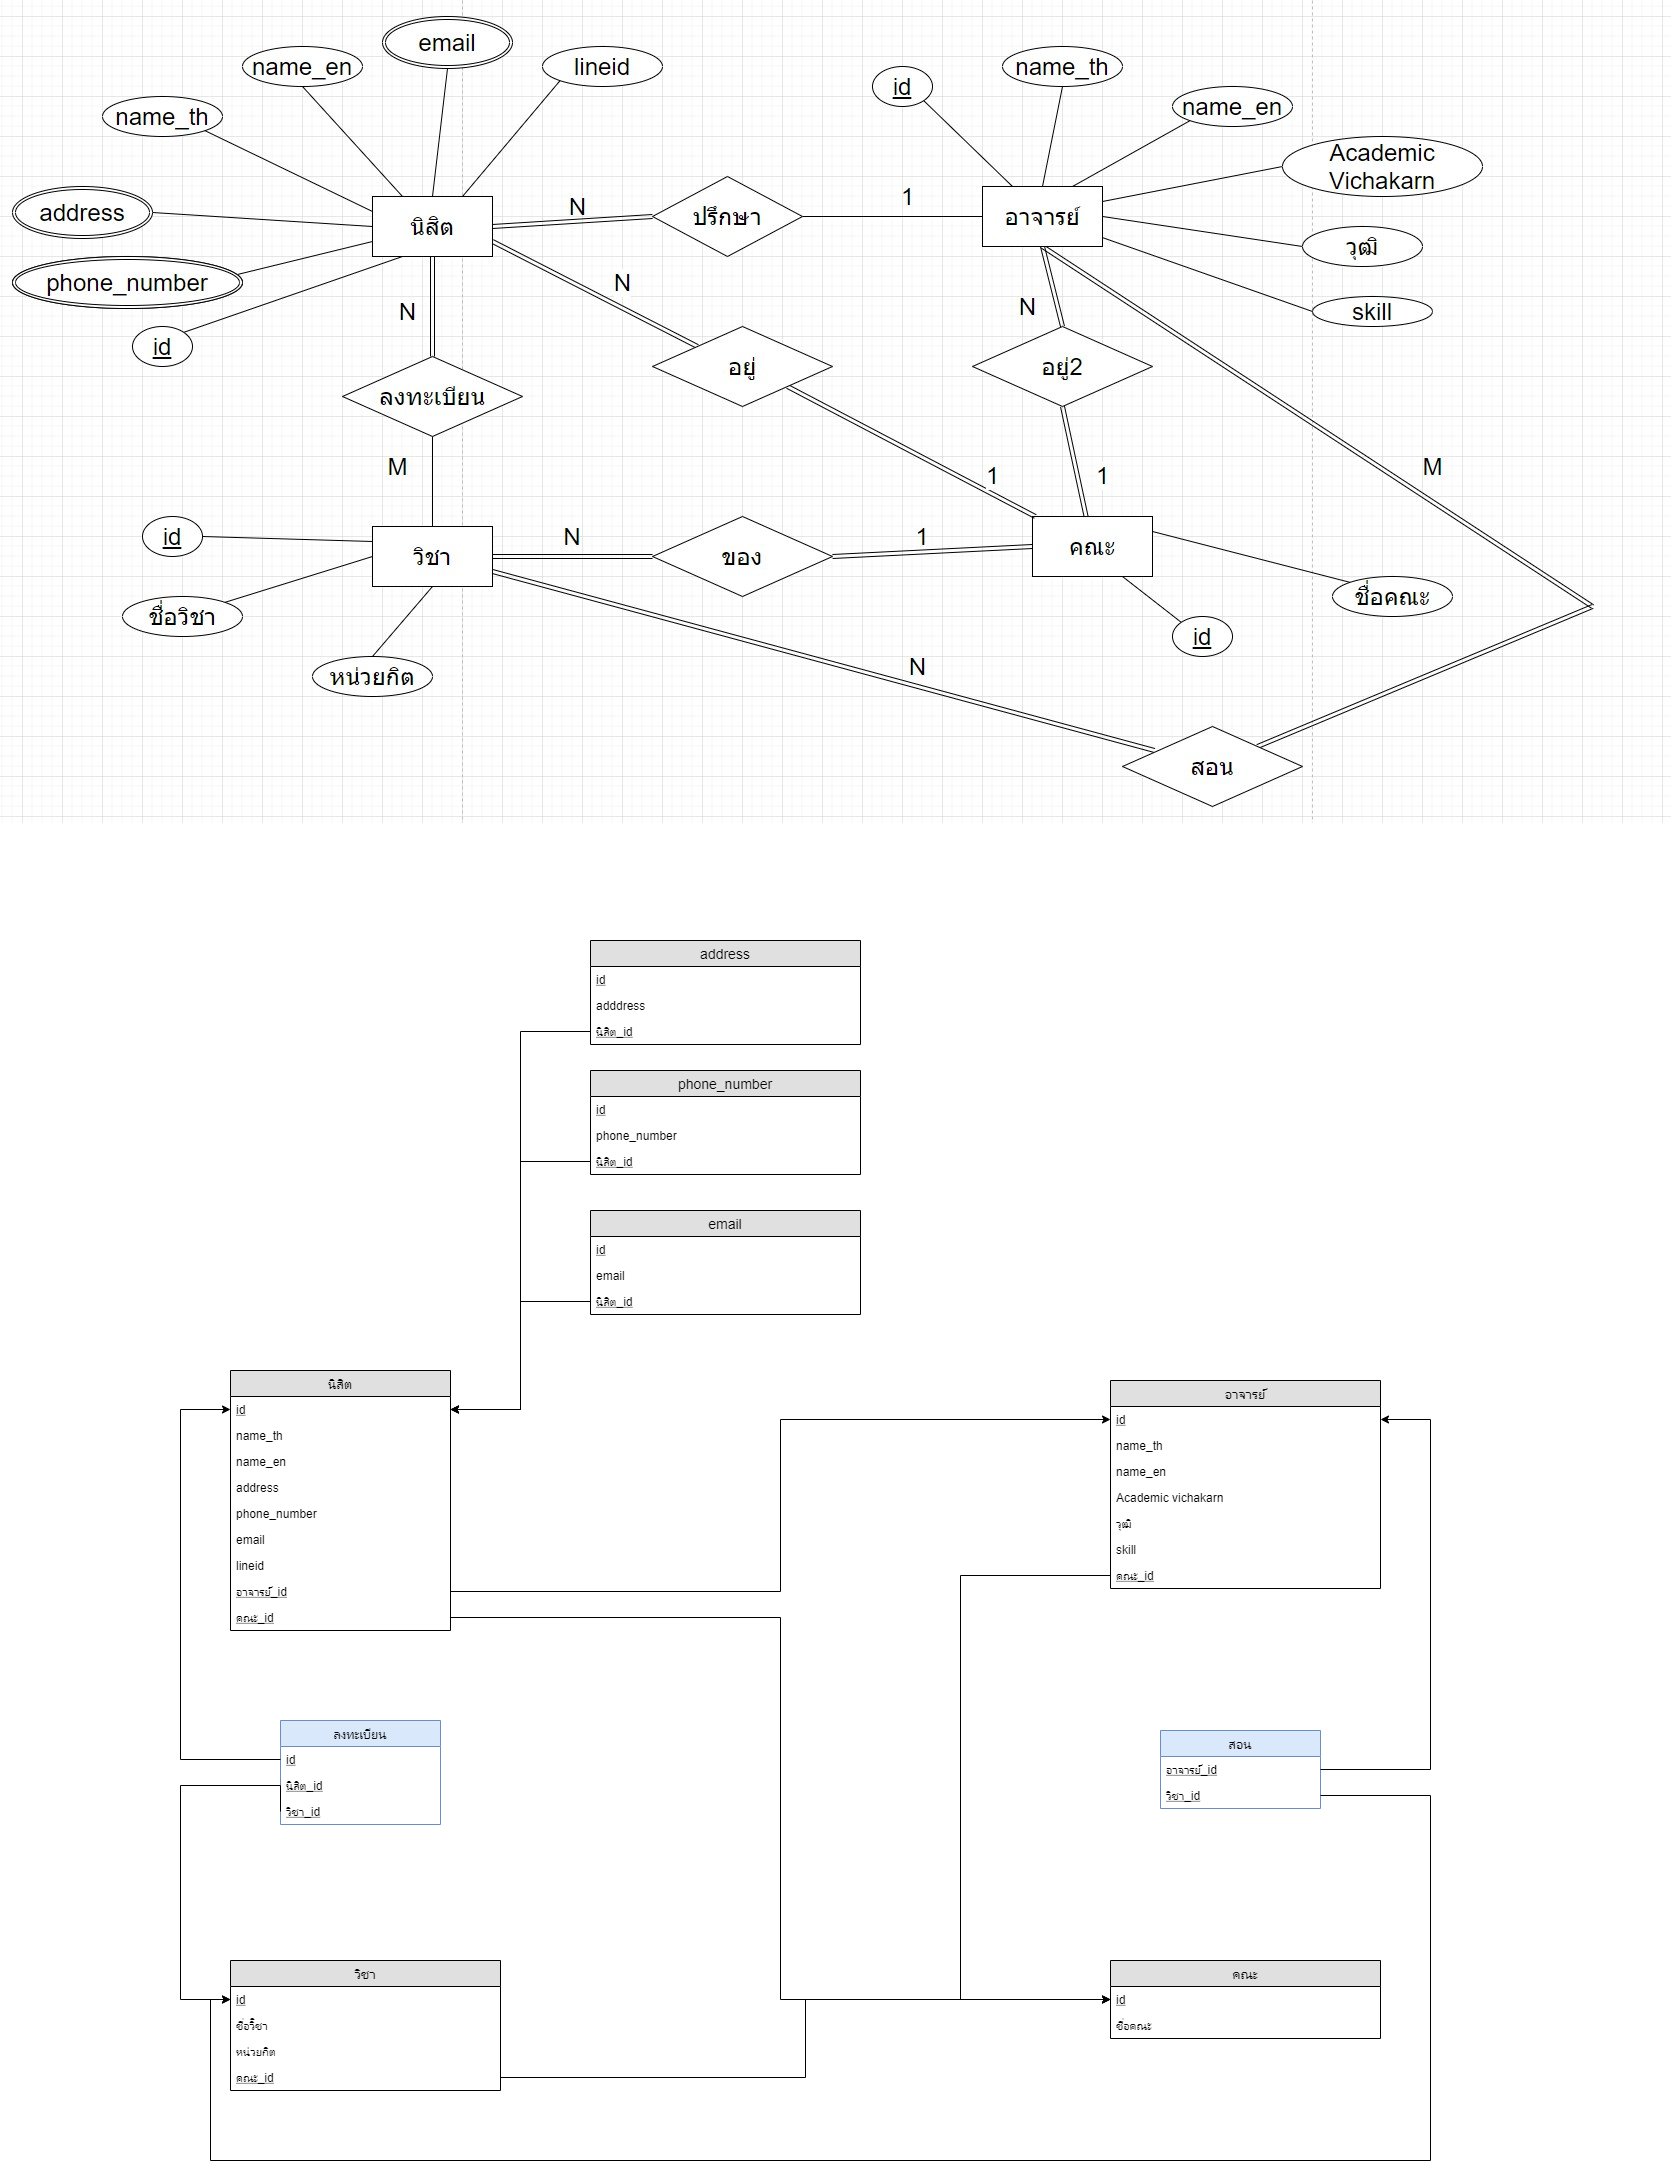 email
name_en
lineid
name_th
id
name_th
name_en
Academic
Vichakarn
address
นิสิต
N
ปรึกษา
1
อาจารย์
วุฒิ
phone_number
N
N
N
skill
id
อยู่
อยู่2
ลงทะเบียน
M
1
1
M
id
วิชา
N
ของ
1
คณะ
ชื่อวิชา
ชื่อคณะ
id
หน่วยกิต
N
สอน
address
id
adddress
นิสิต_id
phone_number
id
phone_number
นิสิต_id
email
id
email
นิสิต_id
นิสิต
id
name_th
name_en
address
phone_number
email
lineid
อาจารย์_id
คณะ_id
อาจารย์
id
name_th
name_en
Academic vichakarn
วุฒิ
skill
คณะ_id
ลงทะเบียน
id
นิสิต_id
วิชา_id
สอน
อาจารย์_id
วิชา_id
วิชา
id
ชื่อวิชา
หน่วยกิต
คณะ_id
คณะ
id
ชื่อคณะ